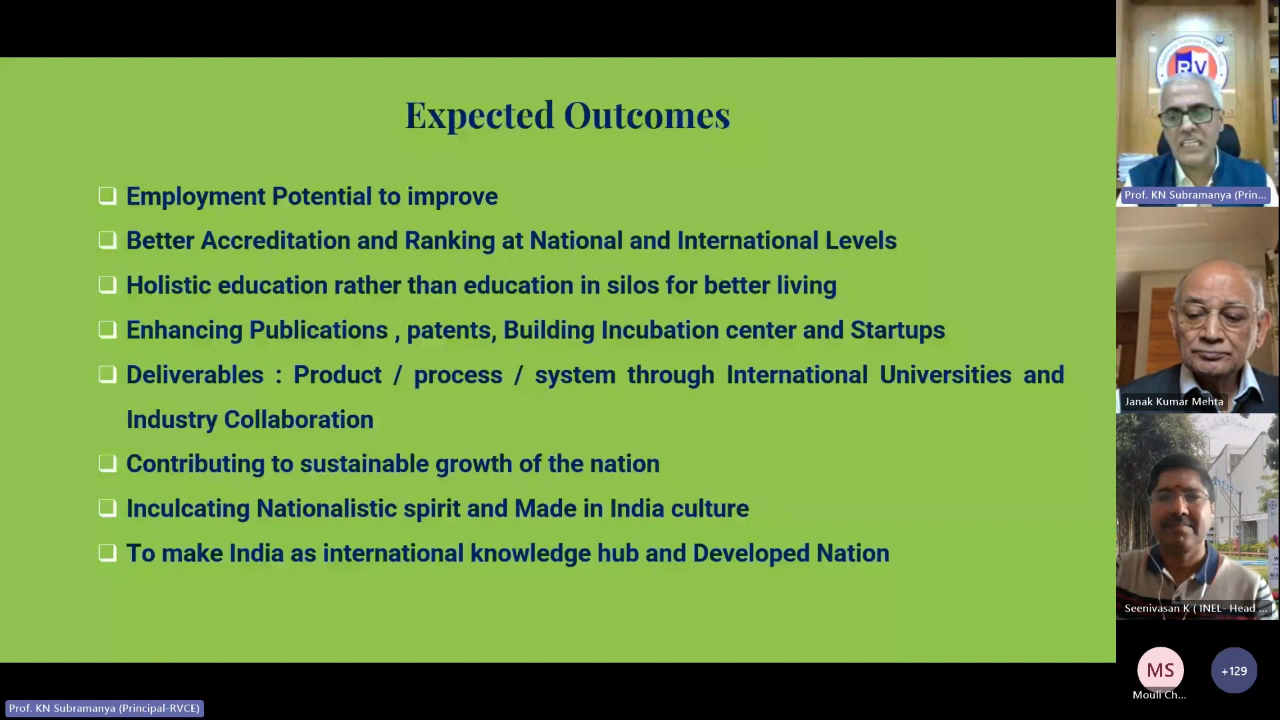 Expected Outcomes
Employment Potential to improve
Better Accreditation and Ranking at National and International Levels
Holistic education rather than education in silos for better living
Enhancing Publications , patents, Building Incubation center and Startups
Deliverables : Product / process / system through International Universities and
Industry Collaboration
Contributing to sustainable growth of the nation
Inculcating Nationalistic spirit and Made in India culture
To make India as international knowledge hub and Developed Nation
RV
Prof. KN Subramanya (Prin...
Janak Kumar Mehta
Seenivasan K ( INEL- Head ...
MS
Mouli Ch...
+129
Prof. KN Subramanya (Principal-RVCE)